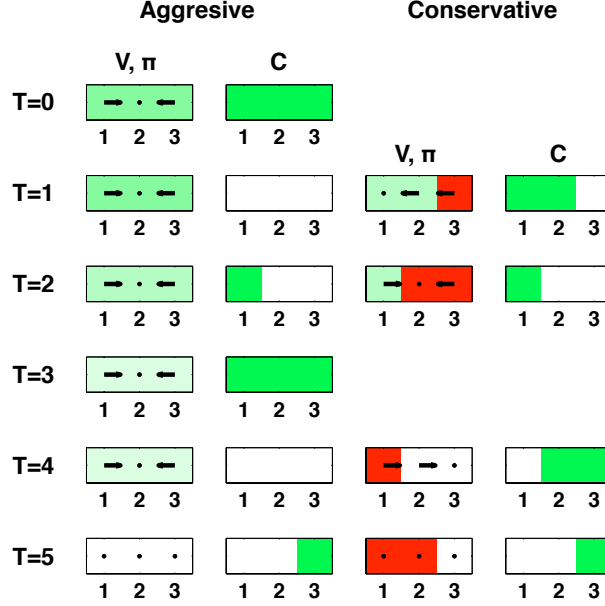 Aggresive Conservative
V, π C
T=0
1 2 3 1 2 3
V, π C
T=1
1 2 3 1 2 3 1 2 3 1 2 3
T=2
1 2 3 1 2 3 1 2 3 1 2 3
T=3
1 2 3 1 2 3
T=4
1 2 3 1 2 3 1 2 3 1 2 3
T=5
1 2 3 1 2 3 1 2 3 1 2 3